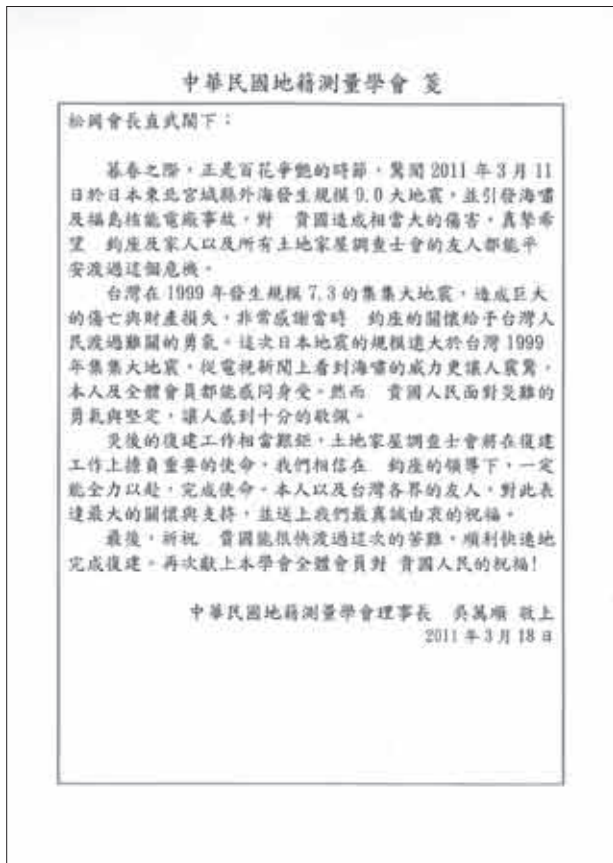 中華民國地籍測量學會 箋
松岡會長直武閣下：
暮春之際，正是百花爭艷的時節，驚聞 2011 年 3 月 11
日於日本東北宮城縣外海發生規模 9.0 大地震，並引發海嘯
及福島核能電廠事故，對　貴國造成相當大的傷害，真摯希
望　鈞座及家人以及所有土地家屋調查士會的友人都能平
安渡過這個危機。
台灣在 1999 年發生規模 7.3 的集集大地震，造成巨大
的傷亡與財產損失，非常感謝當時　鈞座的關懷給予台灣人
民渡過難關的勇氣。這次日本地震的規模遠大於台灣 1999
年集集大地震，從電視新聞上看到海嘯的威力更讓人震驚，
本人及全體會員都能感同身受。然而　貴國人民面對災難的
勇氣與堅定，讓人感到十分的敬佩。
災後的復建工作相當艱鉅，土地家屋調查士會將在復建
工作上擔負重要的使命，我們相信在　鈞座的領導下，一定
能全力以赴，完成使命。本人以及台灣各界的友人，對此表
達最大的關懷與支持，並送上我們最真誠由衷的祝福。
最後，祈祝　貴國能很快渡過這次的苦難，順利快速地
完成復建。再次獻上本學會全體會員對 貴國人民的祝福!
中華民國地籍測量學會理事長　吳萬順 敬上
2011 年 3 月 18 日